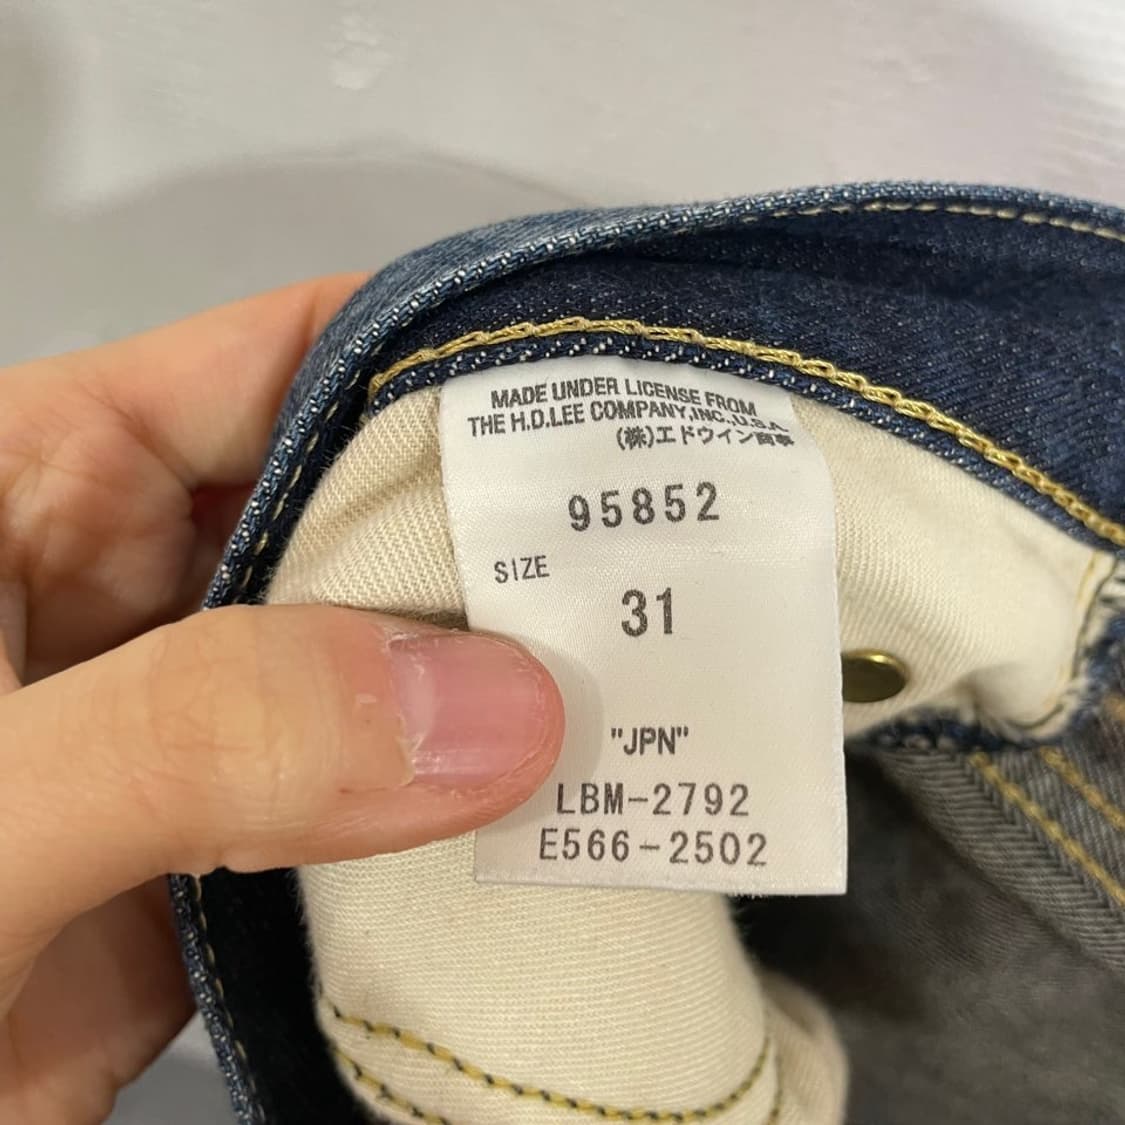 MADE UNDER LICENSE FROM
THE H.D.LEE COMPANY,INC.,U.S.A.
(株)エドウイン商事
95852
SIZE
31
"JPN"
LBM-2792
E566-2502